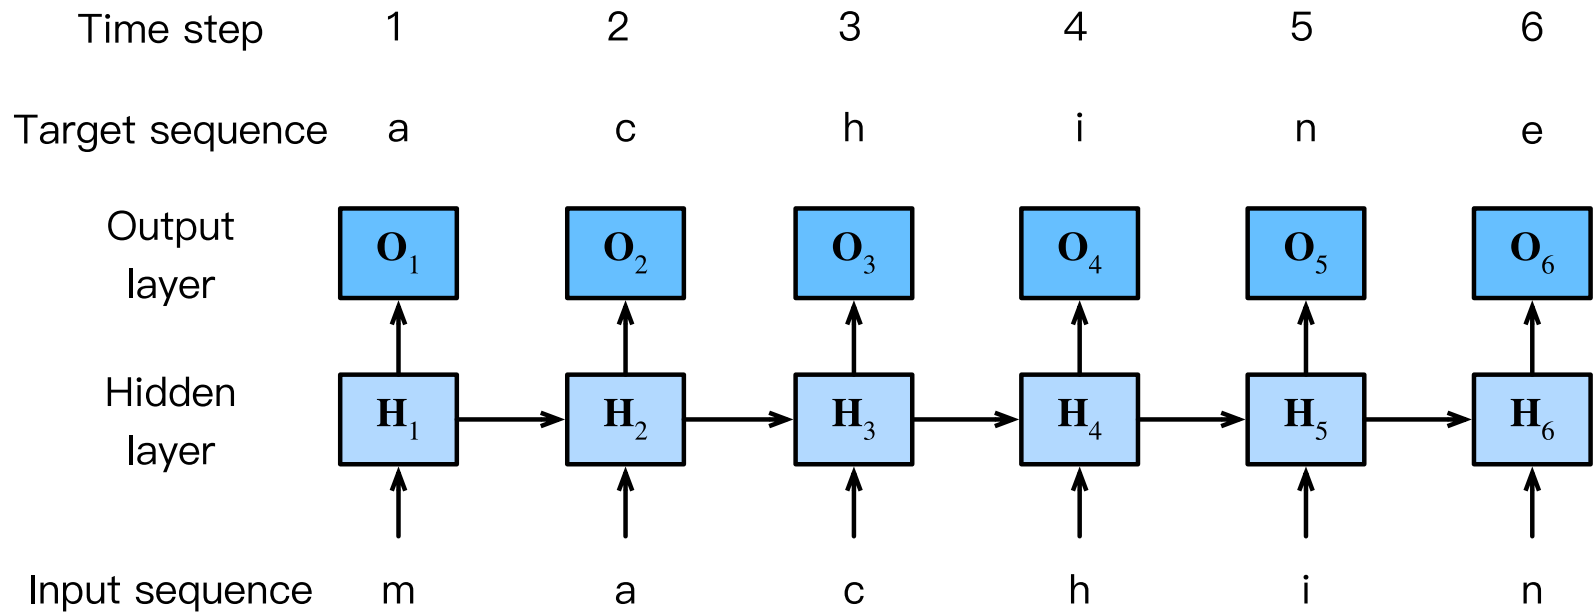 Time step 1 2 3 4 5 6
Target sequence a c h i n e
Output
layer
O1 O2 O3 O4 O5 O6
Hidden
layer
H1 H2 H3 H4 H5 H6
Input sequence m a c h i n